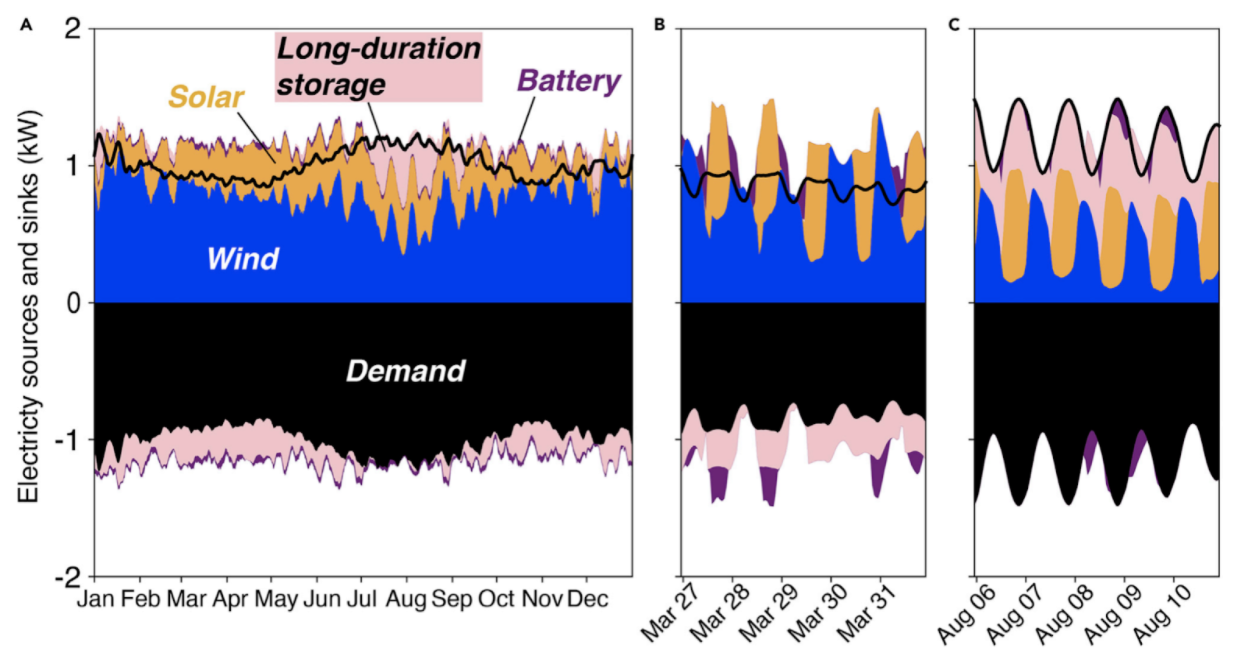 A
B
C
Electricty sources and sinks (kW)
2
1
0
-1
-2
Long-duration
storage
Solar
Battery
Wind
Demand
Jan Feb Mar Apr May Jun Jul Aug Sep Oct Nov Dec
Mar 27 Mar 28 Mar 29 Mar 30 Mar 31
Aug 06 Aug 07 Aug 08 Aug 09 Aug 10